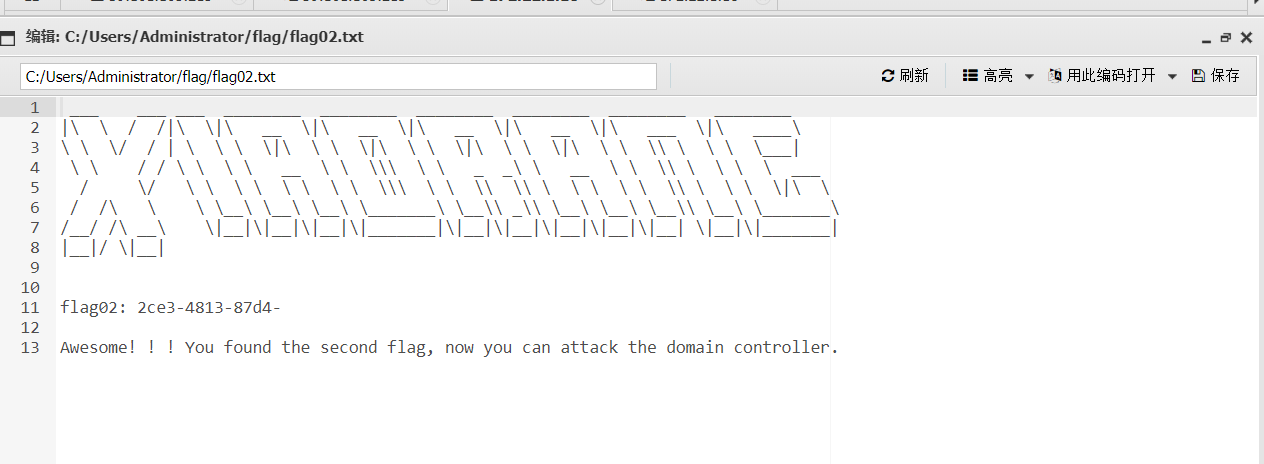 编辑: C:/Users/Administrator/flag/flag02.txt
C:/Users/Administrator/flag/flag02.txt
刷新
高亮
用此编码打开
保存
1
2
3
4
5
6
7
8
9
10
11 flag02: 2ce3-4813-87d4-
12
13 Awesome! ! ! You found the second flag, now you can attack the domain controller.